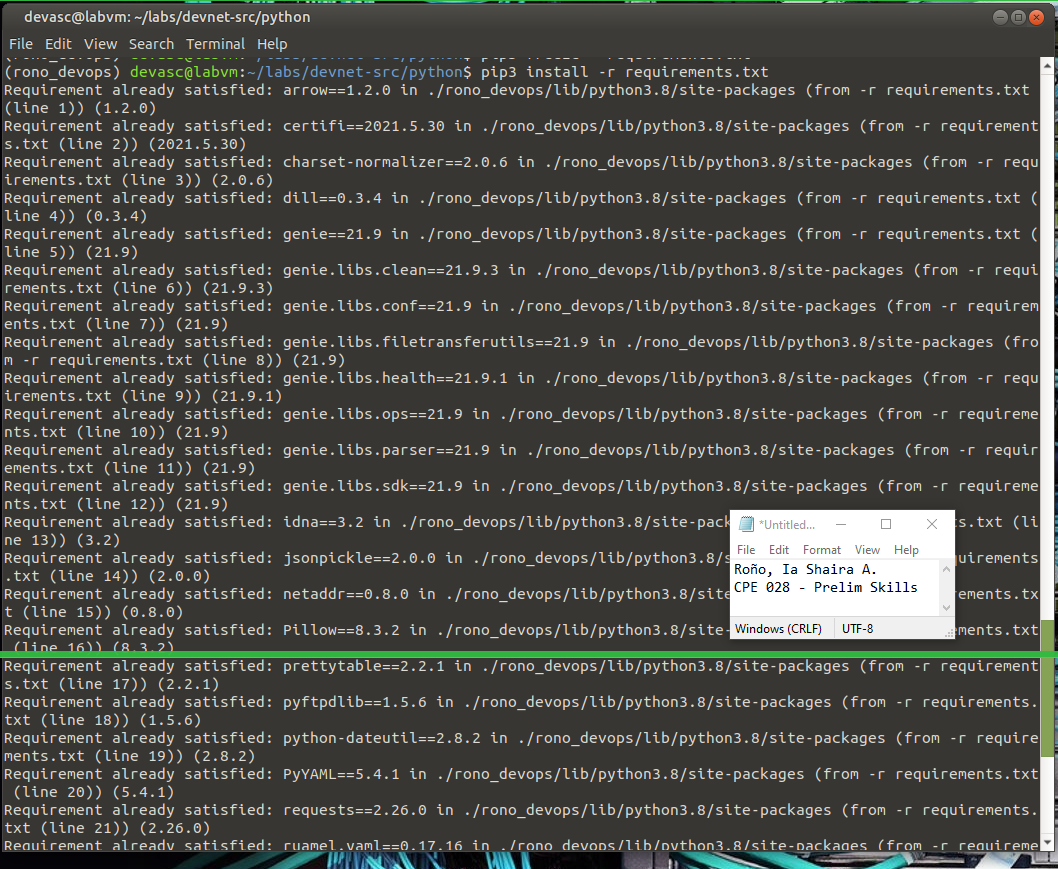 devasc@labvm: ~/labs/devnet-src/python
File Edit View Search Terminal Help
(rono_devops) devasc@labvm:~/labs/devnet-src/python$ pip3 install -r requirements.txt
Requirement already satisfied: arrow==1.2.0 in ./rono_devops/lib/python3.8/site-packages (from -r requirements.txt
(line 1)) (1.2.0)
Requirement already satisfied: certifi==2021.5.30 in ./rono_devops/lib/python3.8/site-packages (from -r requirement
s.txt (line 2)) (2021.5.30)
Requirement already satisfied: charset-normalizer==2.0.6 in ./rono_devops/lib/python3.8/site-packages (from -r requ
irements.txt (line 3)) (2.0.6)
Requirement already satisfied: dill==0.3.4 in ./rono_devops/lib/python3.8/site-packages (from -r requirements.txt (
line 4)) (0.3.4)
Requirement already satisfied: genie==21.9 in ./rono_devops/lib/python3.8/site-packages (from -r requirements.txt (
line 5)) (21.9)
Requirement already satisfied: genie.libs.clean==21.9.3 in ./rono_devops/lib/python3.8/site-packages (from -r requi
rements.txt (line 6)) (21.9.3)
Requirement already satisfied: genie.libs.conf==21.9 in ./rono_devops/lib/python3.8/site-packages (from -r requirem
ents.txt (line 7)) (21.9)
Requirement already satisfied: genie.libs.filetransferutils==21.9 in ./rono_devops/lib/python3.8/site-packages (fro
m -r requirements.txt (line 8)) (21.9)
Requirement already satisfied: genie.libs.health==21.9.1 in ./rono_devops/lib/python3.8/site-packages (from -r requ
irements.txt (line 9)) (21.9.1)
Requirement already satisfied: genie.libs.ops==21.9 in ./rono_devops/lib/python3.8/site-packages (from -r requireme
nts.txt (line 10)) (21.9)
Requirement already satisfied: genie.libs.parser==21.9 in ./rono_devops/lib/python3.8/site-packages (from -r requir
ements.txt (line 11)) (21.9)
Requirement already satisfied: genie.libs.sdk==21.9 in ./rono_devops/lib/python3.8/site-packages (from -r requireme
nts.txt (line 12)) (21.9)
Requirement already satisfied: idna==3.2 in ./rono_devops/lib/python3.8/site-pack s.txt (li
ne 13)) (3.2)
Requirement already satisfied: jsonpickle==2.0.0 in ./rono_devops/lib/python3.8/s requirements
.txt (line 14)) (2.0.0)
Requirement already satisfied: netaddr==0.8.0 in ./rono_devops/lib/python3.8/site ments.tx
t (line 15)) (0.8.0)
Requirement already satisfied: Pillow==8.3.2 in ./rono_devops/lib/python3.8/site- ments.txt
(line 16)) (8.3.2)
*Untitled...
File Edit Format View Help
Roño, Ia Shaira A.
CPE 028 - Prelim Skills
Windows (CRLF) UTF-8
Requirement already satisfied: prettytable==2.2.1 in ./rono_devops/lib/python3.8/site-packages (from -r requirement
s.txt (line 17)) (2.2.1)
Requirement already satisfied: pyftpdlib==1.5.6 in ./rono_devops/lib/python3.8/site-packages (from -r requirements.
txt (line 18)) (1.5.6)
Requirement already satisfied: python-dateutil==2.8.2 in ./rono_devops/lib/python3.8/site-packages (from -r require
ments.txt (line 19)) (2.8.2)
Requirement already satisfied: PyYAML==5.4.1 in ./rono_devops/lib/python3.8/site-packages (from -r requirements.txt
(line 20)) (5.4.1)
Requirement already satisfied: requests==2.26.0 in ./rono_devops/lib/python3.8/site-packages (from -r requirements.
txt (line 21)) (2.26.0)
Requirement already satisfied: ruamel.yaml==0.17.16 in ./rono_devops/lib/python3.8/site-packages (from -r requireme